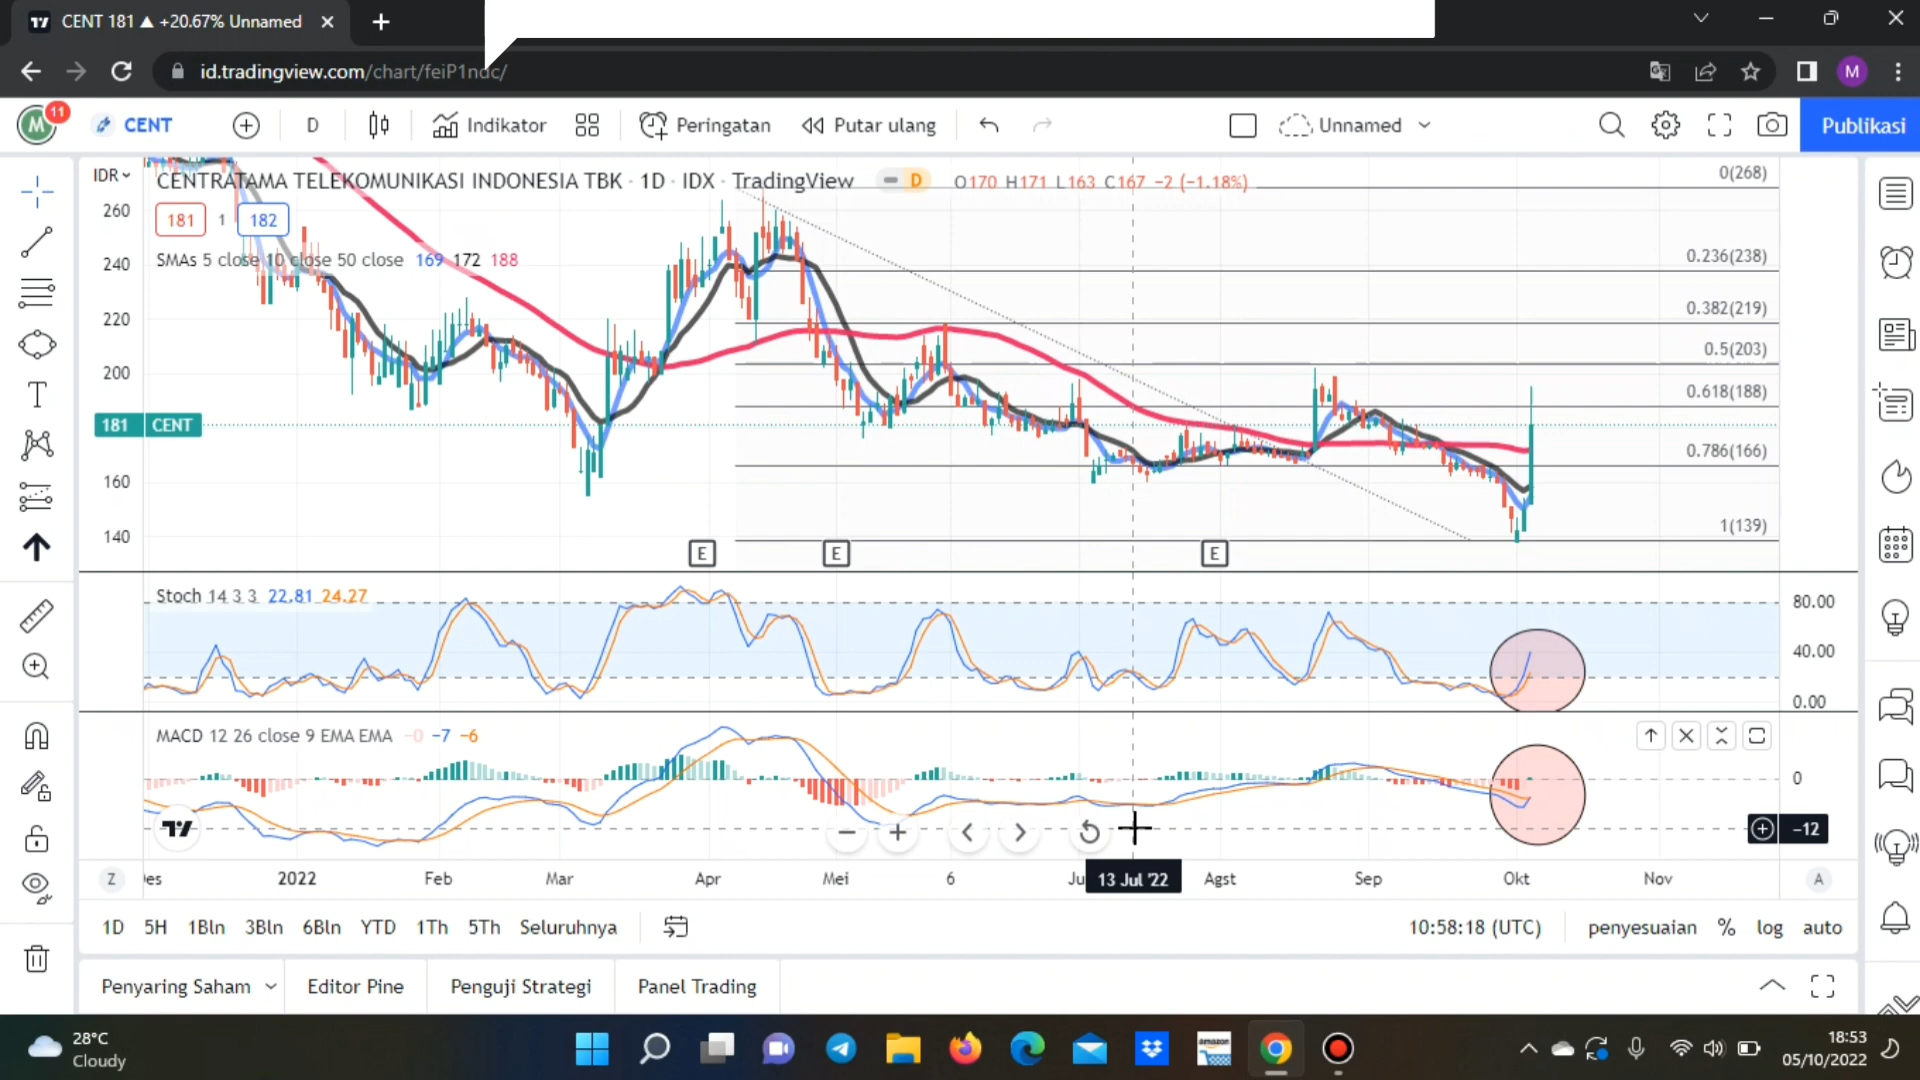 CENT 181 ▲ +20.67% Unnamed
id.tradingview.com/chart/feiP1ndc/
M
M 11 CENT D Indikator Peringatan Putar ulang Unnamed Publikasi
IDR CENTRATAMA TELEKOMUNIKASI INDONESIA TBK · 1D · IDX · TradingView D O170 H171 L163 C167 −2 (−1.18%)
181 1 182
SMAs 5 close 10 close 50 close 169 172 188
260
240
220
200
181 CENT
160
140
0(268)
0.236(238)
0.382(219)
0.5(203)
0.618(188)
0.786(166)
1(139)
E E E
Stoch 14 3 3 22.81 24.27
80.00
40.00
0.00
MACD 12 26 close 9 EMA EMA −0 −7 −6
0
−12
Z 2022 Feb Mar Apr Mei 6 13 Jul '22 Agst Sep Okt Nov A
1D 5H 1Bln 3Bln 6Bln YTD 1Th 5Th Seluruhnya 10:58:18 (UTC) penyesuaian % log auto
Penyaring Saham Editor Pine Penguji Strategi Panel Trading
28°C
Cloudy
amazon
18:53
05/10/2022